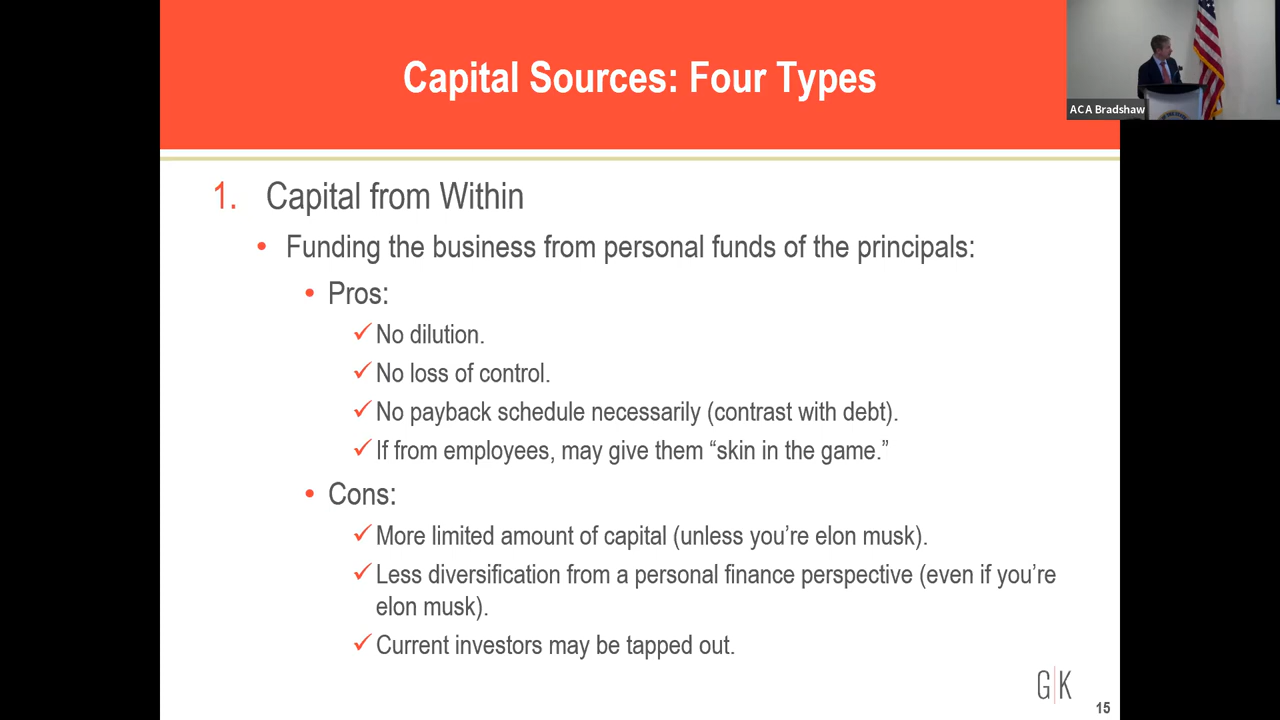 Capital Sources: Four Types
ACA Bradshaw
1. Capital from Within
• Funding the business from personal funds of the principals:
• Pros:
✓ No dilution.
✓ No loss of control.
✓ No payback schedule necessarily (contrast with debt).
✓ If from employees, may give them “skin in the game.”
• Cons:
✓ More limited amount of capital (unless you’re elon musk).
✓ Less diversification from a personal finance perspective (even if you’re
elon musk).
✓ Current investors may be tapped out.
G|K
15